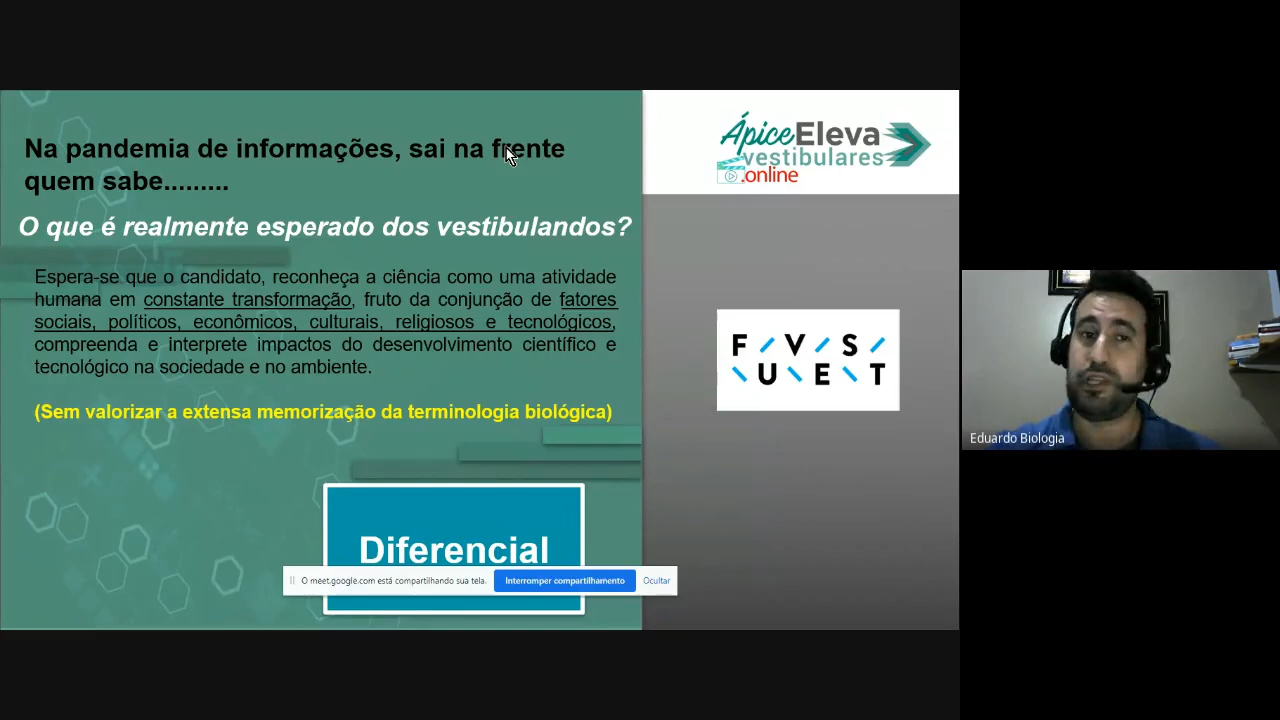 Na pandemia de informações, sai na frente
quem sabe.........
O que é realmente esperado dos vestibulandos?
Espera-se que o candidato, reconheça a ciência como uma atividade
humana em constante transformação, fruto da conjunção de fatores
sociais, políticos, econômicos, culturais, religiosos e tecnológicos,
compreenda e interprete impactos do desenvolvimento científico e
tecnológico na sociedade e no ambiente.
(Sem valorizar a extensa memorização da terminologia biológica)
Diferencial
O meet.google.com está compartilhando sua tela.
Interromper compartilhamento
Ocultar
ÁpiceEleva
vestibulares
.online
F V S
U E T
Eduardo Biologia